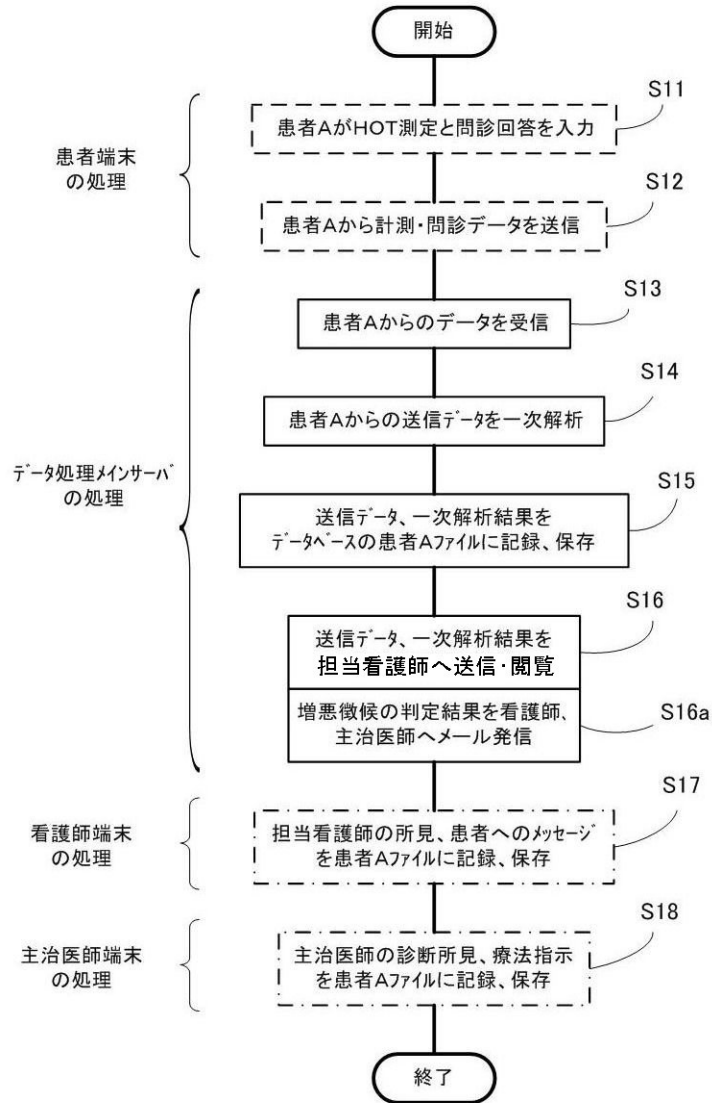 開始
S11
患者AがHOT測定と問診回答を入力
患者端末
の処理
S12
患者Aから計測・問診データを送信
S13
患者Aからのデータを受信
S14
患者Aからの送信データを一次解析
データ処理メインサーバ
の処理
S15
送信データ、一次解析結果を
データベースの患者Aファイルに記録、保存
S16
送信データ、一次解析結果を
担当看護師へ送信・閲覧
S16a
増悪徴候の判定結果を看護師、
主治医師へメール発信
S17
看護師端末
の処理
担当看護師の所見、患者へのメッセージ
を患者Aファイルに記録、保存
S18
主治医師端末
の処理
主治医師の診断所見、療法指示
を患者Aファイルに記録、保存
終了